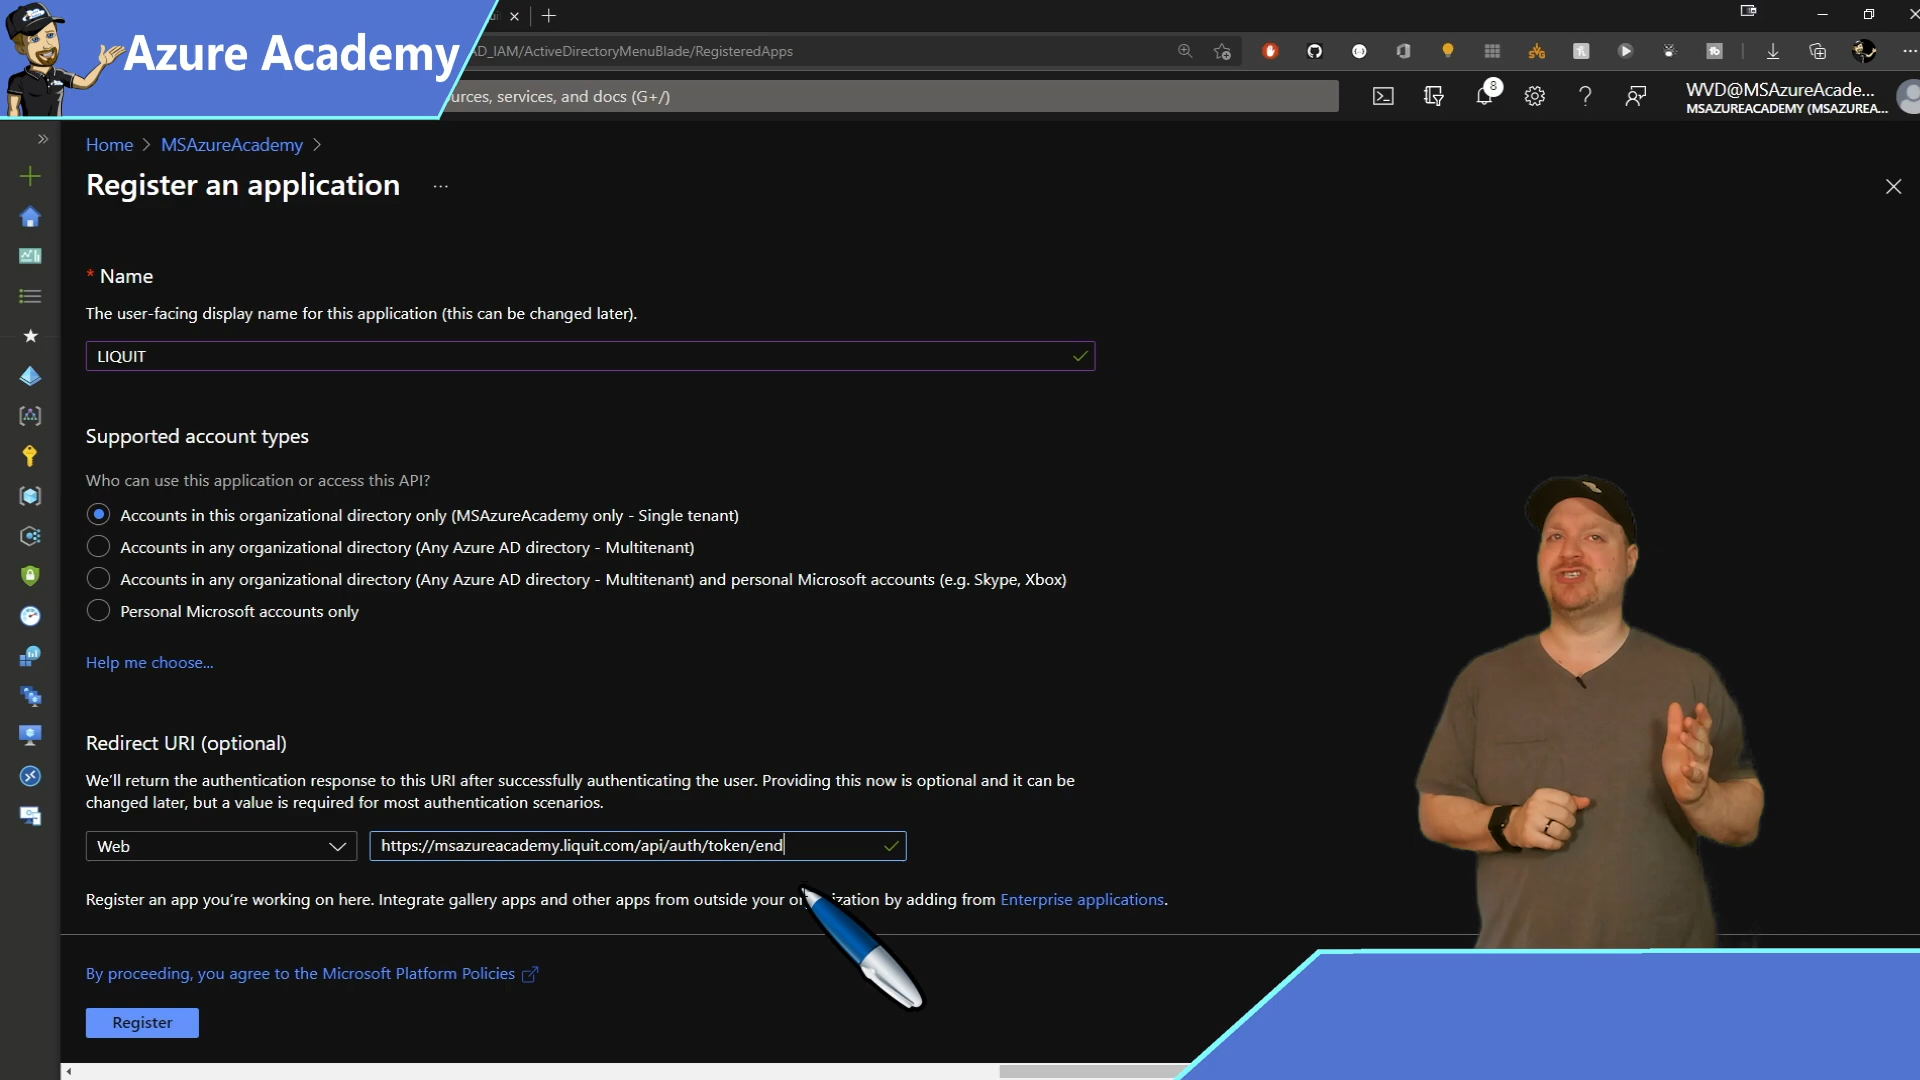 Azure Academy
D_IAM/ActiveDirectoryMenuBlade/RegisteredApps
urces, services, and docs (G+/)
8
WVD@MSAzureAcade...
MSAZUREACADEMY (MSAZUREA...
Home > MSAzureAcademy >
Register an application ...
* Name
The user-facing display name for this application (this can be changed later).
LIQUIT
Supported account types
Who can use this application or access this API?
Accounts in this organizational directory only (MSAzureAcademy only - Single tenant)
Accounts in any organizational directory (Any Azure AD directory - Multitenant)
Accounts in any organizational directory (Any Azure AD directory - Multitenant) and personal Microsoft accounts (e.g. Skype, Xbox)
Personal Microsoft accounts only
Help me choose...
Redirect URI (optional)
We'll return the authentication response to this URI after successfully authenticating the user. Providing this now is optional and it can be
changed later, but a value is required for most authentication scenarios.
Web
https://msazureacademy.liquit.com/api/auth/token/end
Register an app you're working on here. Integrate gallery apps and other apps from outside your organization by adding from Enterprise applications.
By proceeding, you agree to the Microsoft Platform Policies
Register